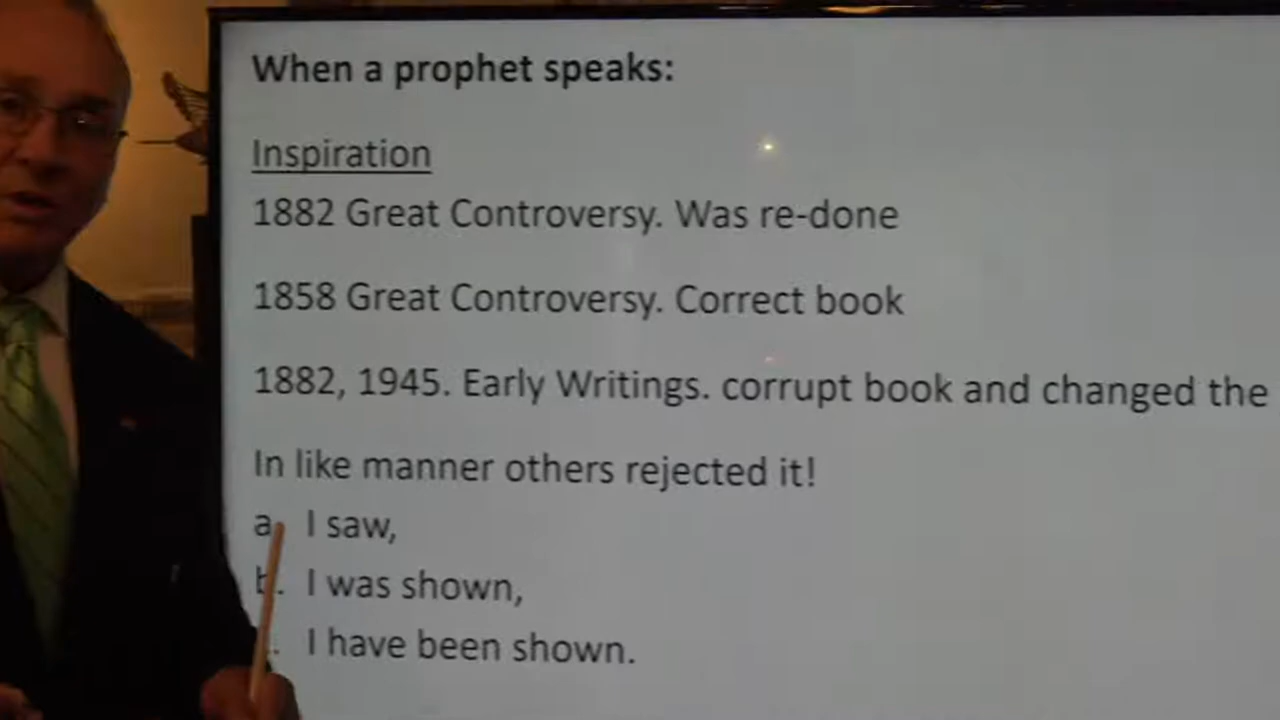 When a prophet speaks:
Inspiration
1882 Great Controversy. Was re-done
1858 Great Controversy. Correct book
1882, 1945. Early Writings. corrupt book and changed the
In like manner others rejected it!
a. I saw,
b. I was shown,
. I have been shown.